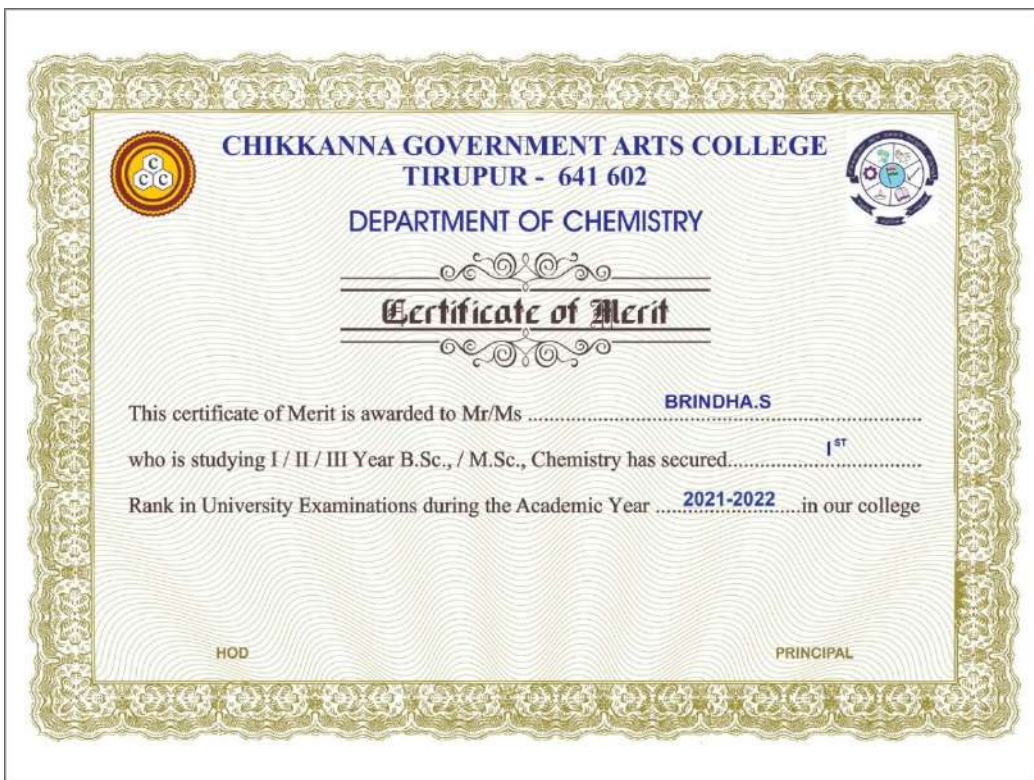 CHIKKANNA GOVERNMENT ARTS COLLEGE
TIRUPUR - 641 602
DEPARTMENT OF CHEMISTRY
C
C C
Certificate of Merit
This certificate of Merit is awarded to Mr/Ms ...... BRINDHA.S ......
who is studying I / II / III Year B.Sc., / M.Sc., Chemistry has secured...... I ST ......
Rank in University Examinations during the Academic Year ......2021-2022......in our college
HOD PRINCIPAL